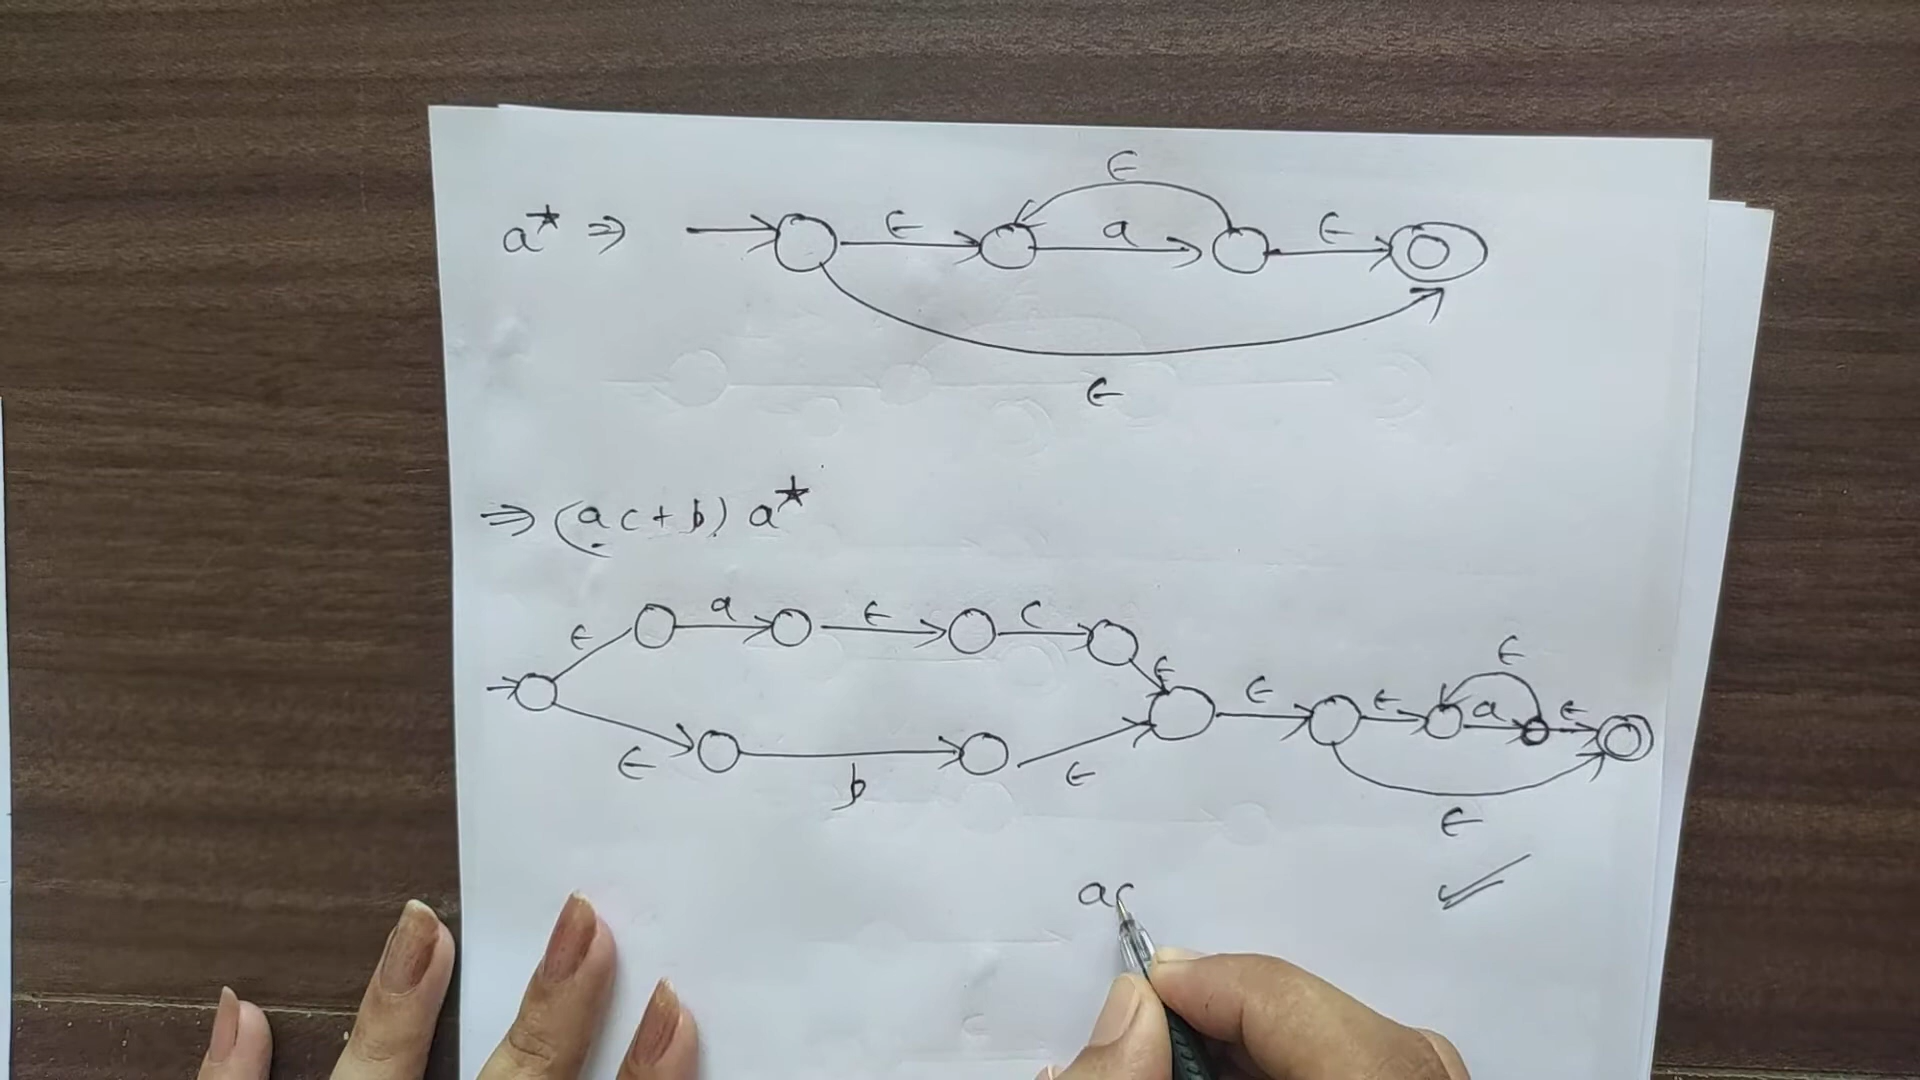 a* ⇒ ϵ a ϵ ϵ
ϵ
⇒ (ac+b) a*
ϵ a ϵ c ϵ ϵ ϵ a ϵ ϵ
ϵ b ϵ ϵ
ac